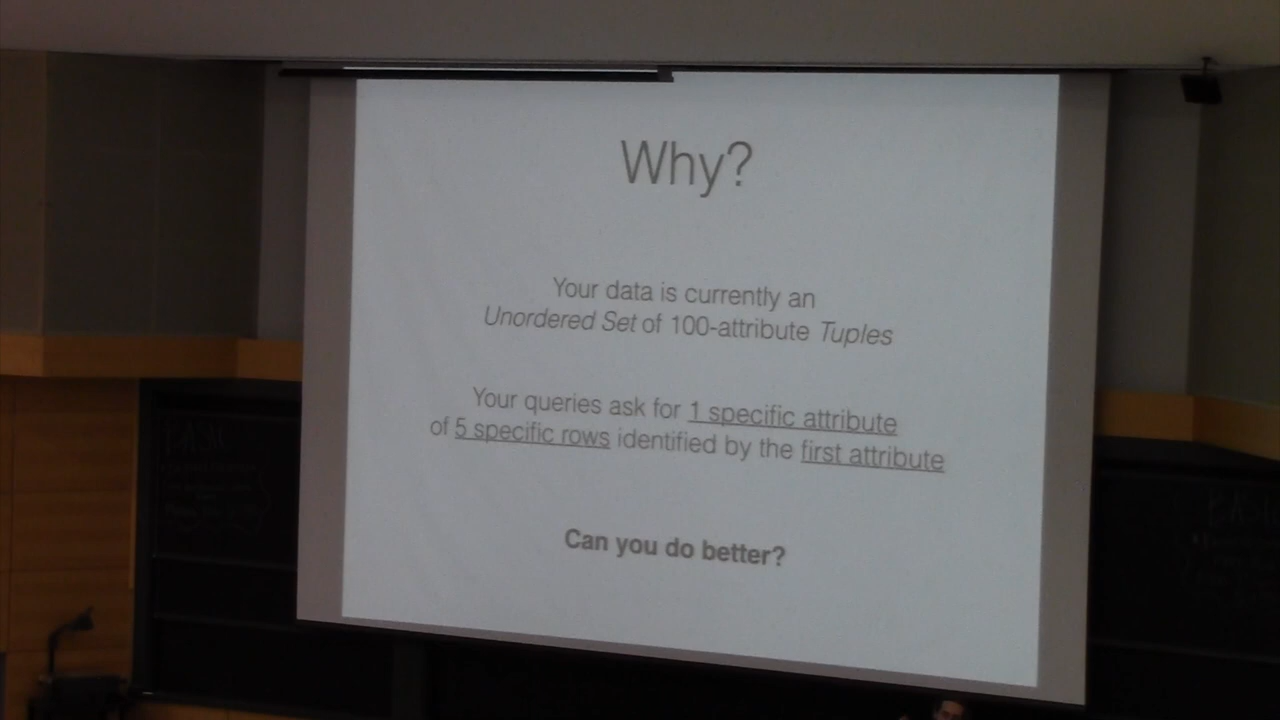 Why?
Your data is currently an
Unordered Set of 100-attribute Tuples
Your queries ask for 1 specific attribute
of 5 specific rows identified by the first attribute
Can you do better?